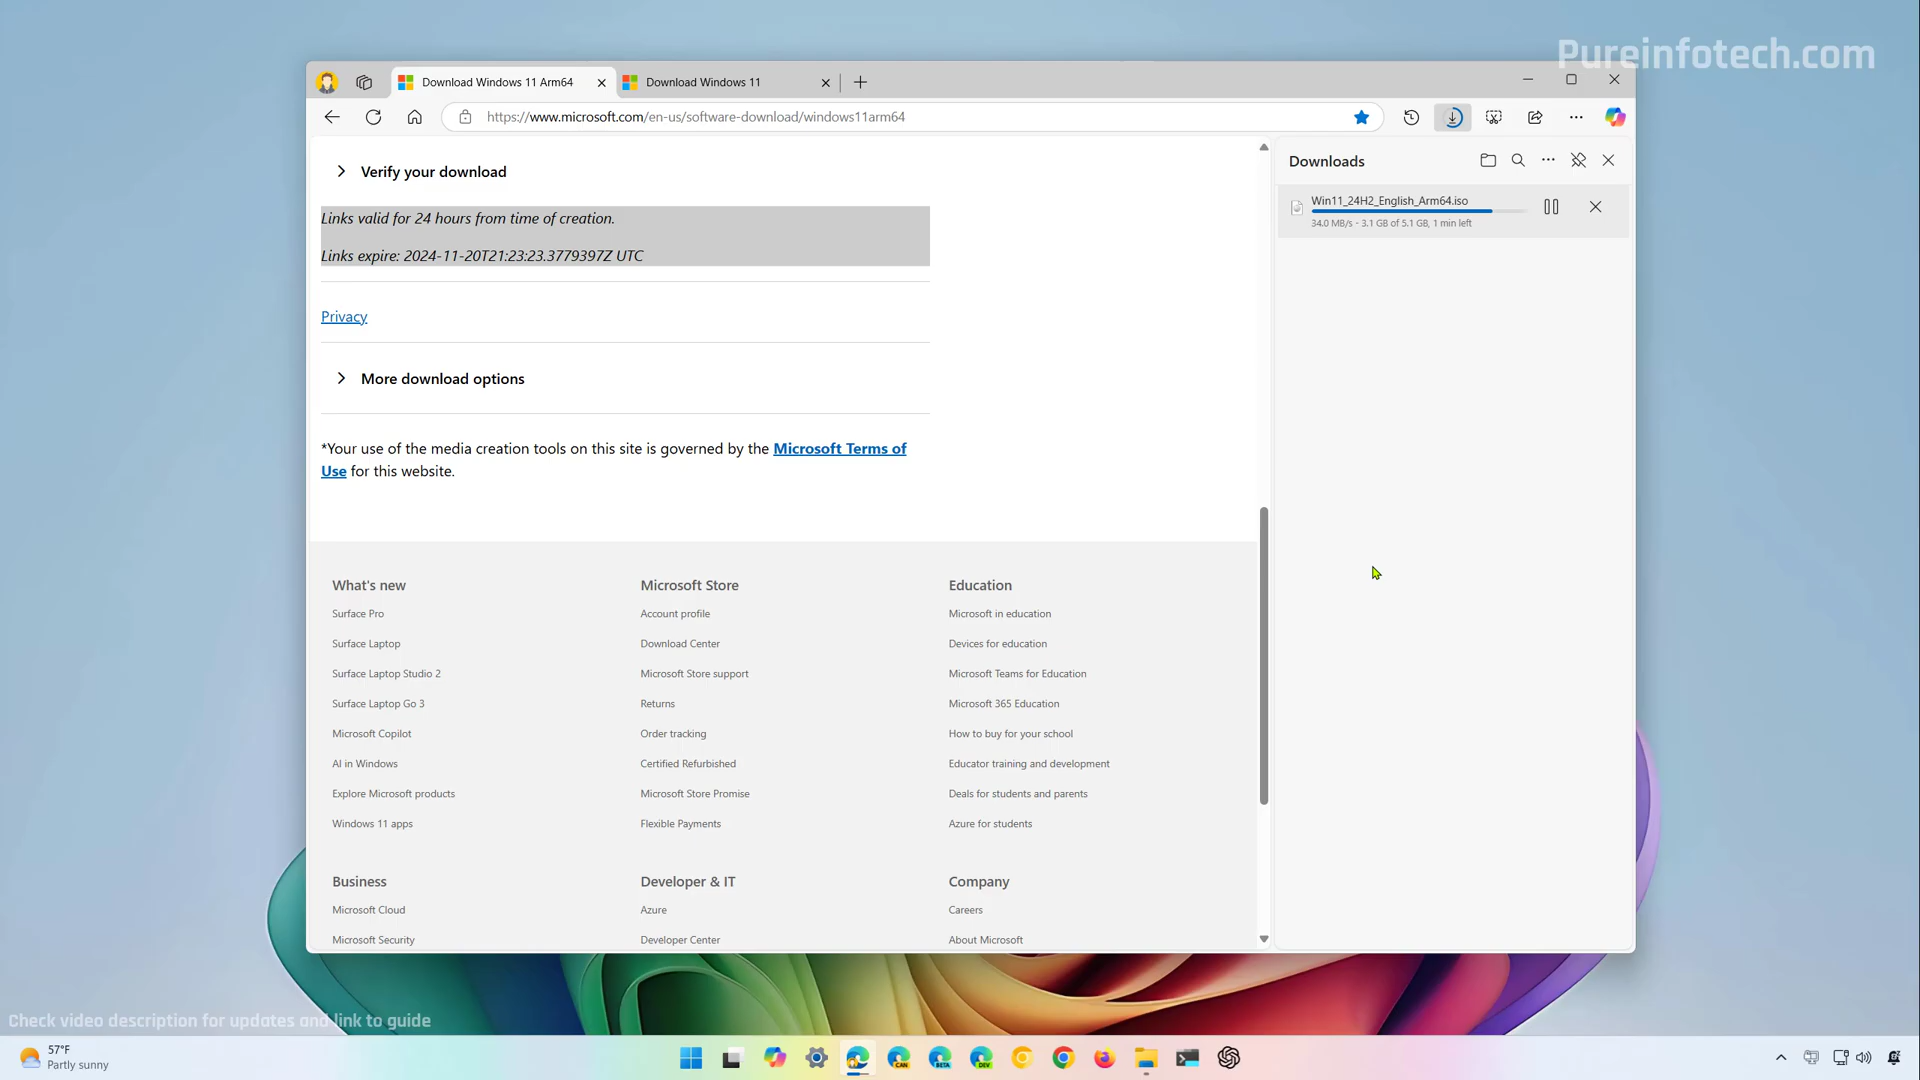 Pureinfotech.com
Download Windows 11 Arm64
Download Windows 11
https://www.microsoft.com/en-us/software-download/windows11arm64
Verify your download
Links valid for 24 hours from time of creation.
Links expire: 2024-11-20T21:23:23.3779397Z UTC
Privacy
More download options
*Your use of the media creation tools on this site is governed by the Microsoft Terms of
Use for this website.
Downloads
Win11_24H2_English_Arm64.iso
34.0 MB/s - 3.1 GB of 5.1 GB, 1 min left
What's new
Surface Pro
Surface Laptop
Surface Laptop Studio 2
Surface Laptop Go 3
Microsoft Copilot
AI in Windows
Explore Microsoft products
Windows 11 apps
Microsoft Store
Account profile
Download Center
Microsoft Store support
Returns
Order tracking
Certified Refurbished
Microsoft Store Promise
Flexible Payments
Education
Microsoft in education
Devices for education
Microsoft Teams for Education
Microsoft 365 Education
How to buy for your school
Educator training and development
Deals for students and parents
Azure for students
Business
Microsoft Cloud
Microsoft Security
Developer & IT
Azure
Developer Center
Company
Careers
About Microsoft
Check video description for updates and link to guide
57°F
Partly sunny
CAN
BETA
DEV